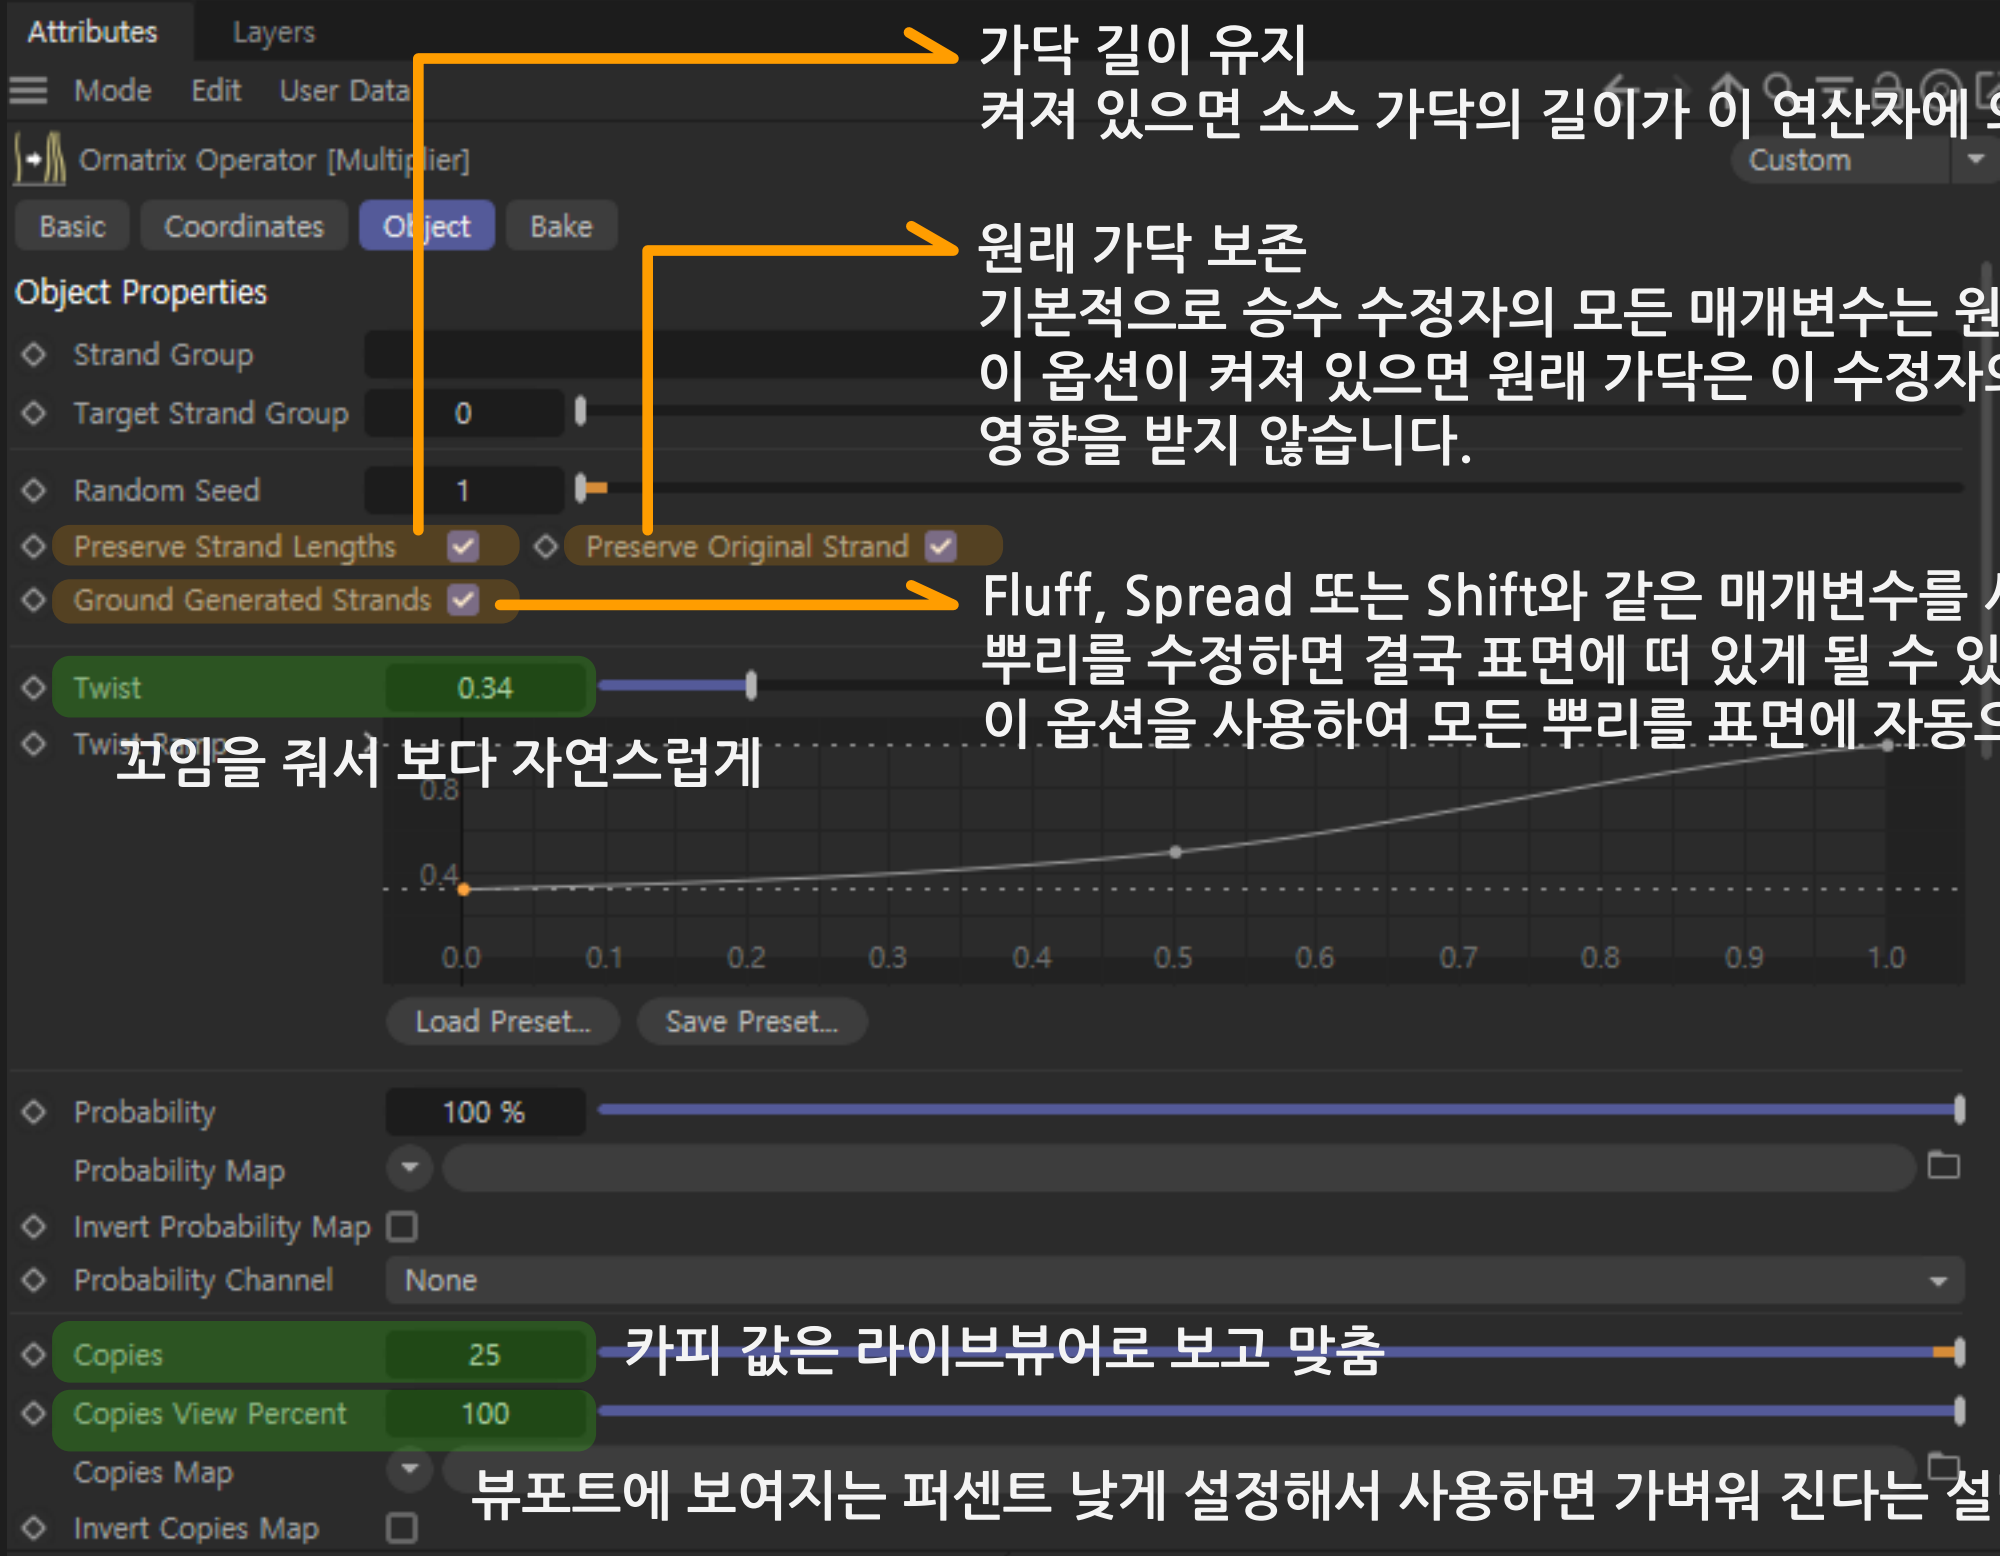 Attributes Layers
가닥 길이 유지
Mode Edit User Data
켜져 있으면 소스 가닥의 길이가 이 연산자에
Ornatrix Operator [Multiplier]
Custom
Basic Coordinates Object Bake
원래 가닥 보존
Object Properties
기본적으로 승수 수정자의 모든 매개변수는 원
Strand Group
이 옵션이 켜져 있으면 원래 가닥은 이 수정자의
Target Strand Group 0
영향을 받지 않습니다.
Random Seed 1
Preserve Strand Lengths Preserve Original Strand
Ground Generated Strands
Fluff, Spread 또는 Shift와 같은 매개변수를
뿌리를 수정하면 결국 표면에 떠 있게 될 수 있
Twist 0.34
이 옵션을 사용하여 모든 뿌리를 표면에 자동으
Twist Ramp
꼬임을 줘서 보다 자연스럽게
0.8
0.4
0.0 0.1 0.2 0.3 0.4 0.5 0.6 0.7 0.8 0.9 1.0
Load Preset... Save Preset...
Probability 100 %
Probability Map
Invert Probability Map
Probability Channel None
Copies 25 카피 값은 라이브뷰어로 보고 맞춤
Copies View Percent 100
Copies Map
뷰포트에 보여지는 퍼센트 낮게 설정해서 사용하면 가벼워 진다는 설
Invert Copies Map